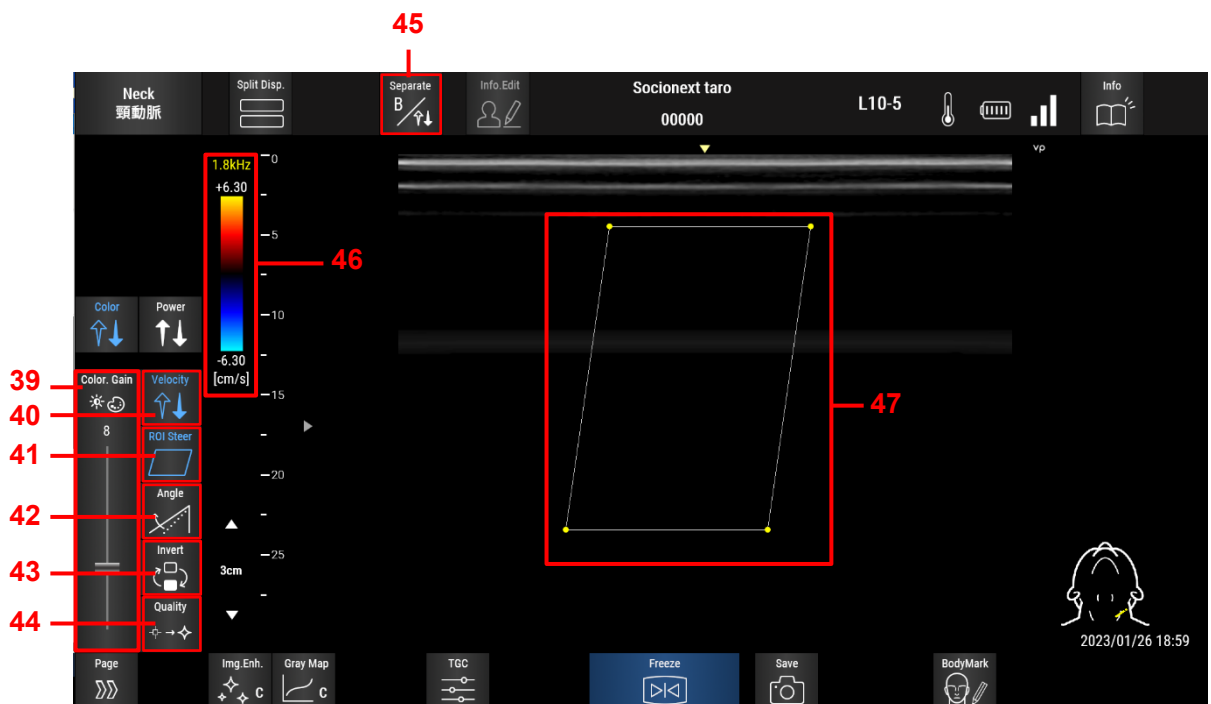 45
Neck
頸動脈
Split Disp.
Separate
B
Info.Edit
Socionext taro
00000
L10-5
Info
1.8kHz
+6.30
-6.30
[cm/s]
0
5
10
15
20
25
vp
46
47
Color
Power
39
Color. Gain
8
40
Velocity
41
ROI Steer
42
Angle
43
Invert
44
Quality
3cm
2023/01/26 18:59
Page
Img.Enh.
C
Gray Map
C
TGC
Freeze
Save
BodyMark